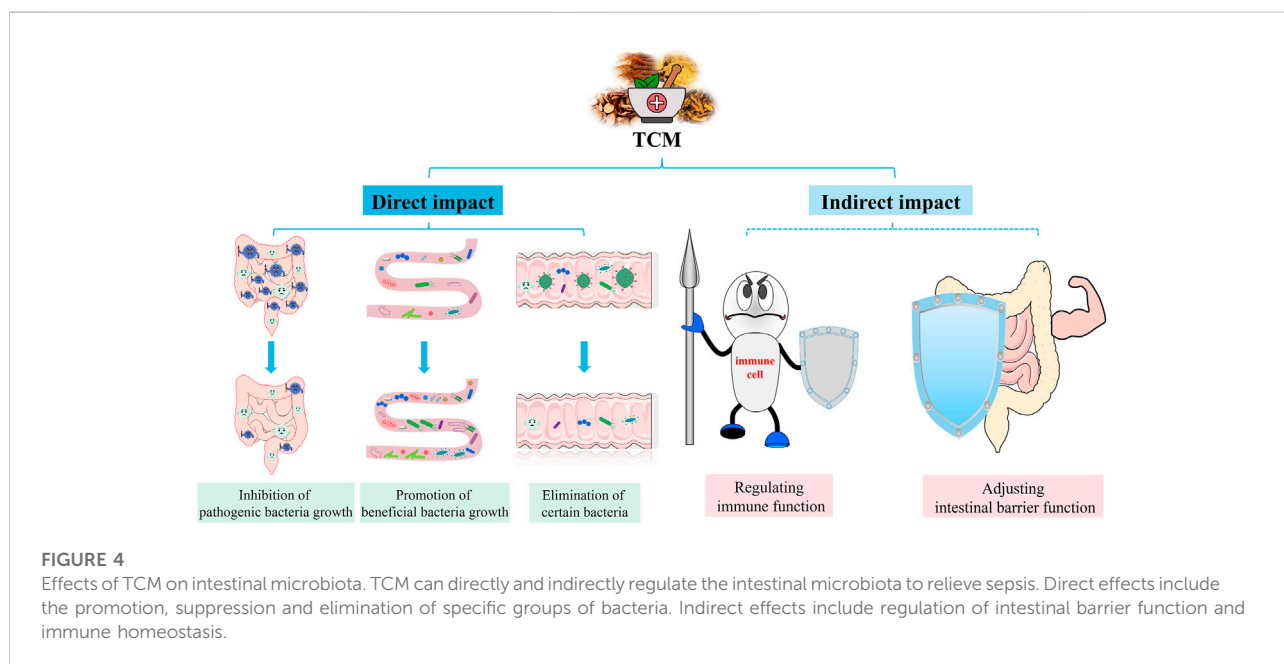 TCM
Direct impact
Indirect impact
immune
cell
Inhibition of
pathogenic bacteria growth
Promotion of
beneficial bacteria growth
Elimination of
certain bacteria
Regulating
immune function
Adjusting
intestinal barrier function
FIGURE 4
Effects of TCM on intestinal microbiota. TCM can directly and indirectly regulate the intestinal microbiota to relieve sepsis. Direct effects include
the promotion, suppression and elimination of specific groups of bacteria. Indirect effects include regulation of intestinal barrier function and
immune homeostasis.